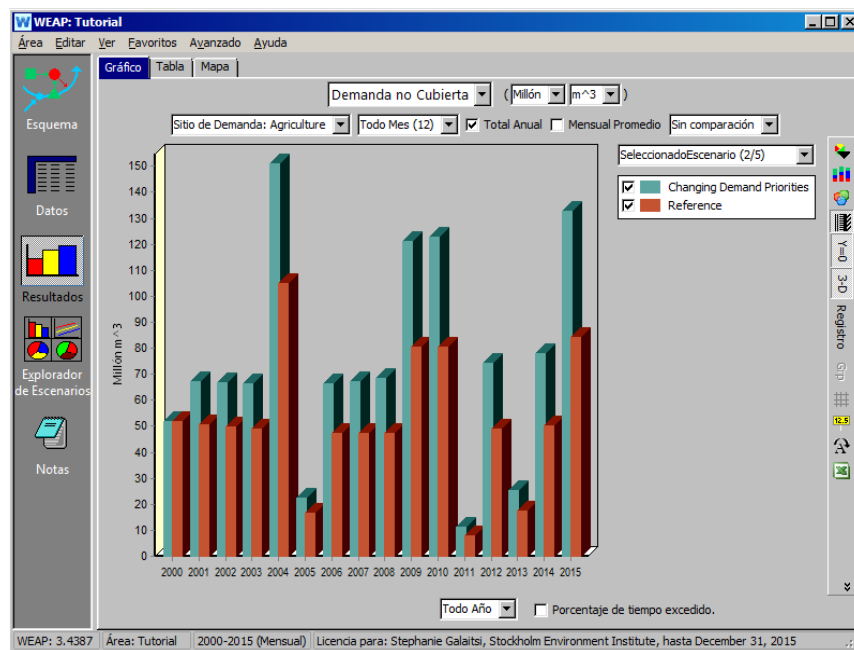 WEAP: Tutorial
Área Editar Ver Favoritos Avanzado Ayuda
Gráfico Tabla Mapa
Demanda no Cubierta ( Millón m^3 )
Sitio de Demanda: Agriculture Todo Mes (12) Total Anual Mensual Promedio Sin comparación
SeleccionadoEscenario (2/5)
Changing Demand Priorities
Reference
Esquema
Datos
Resultados
Explorador
de Escenarios
Notas
Millón m^3
150
140
130
120
110
100
90
80
70
60
50
40
30
20
10
0
2000 2001 2002 2003 2004 2005 2006 2007 2008 2009 2010 2011 2012 2013 2014 2015
Y=0
3-D
Registro
Grp
12.5
A
Todo Año Porcentaje de tiempo excedido.
WEAP: 3.4387 Área: Tutorial 2000-2015 (Mensual) Licencia para: Stephanie Galaitsi, Stockholm Environment Institute, hasta December 31, 2015